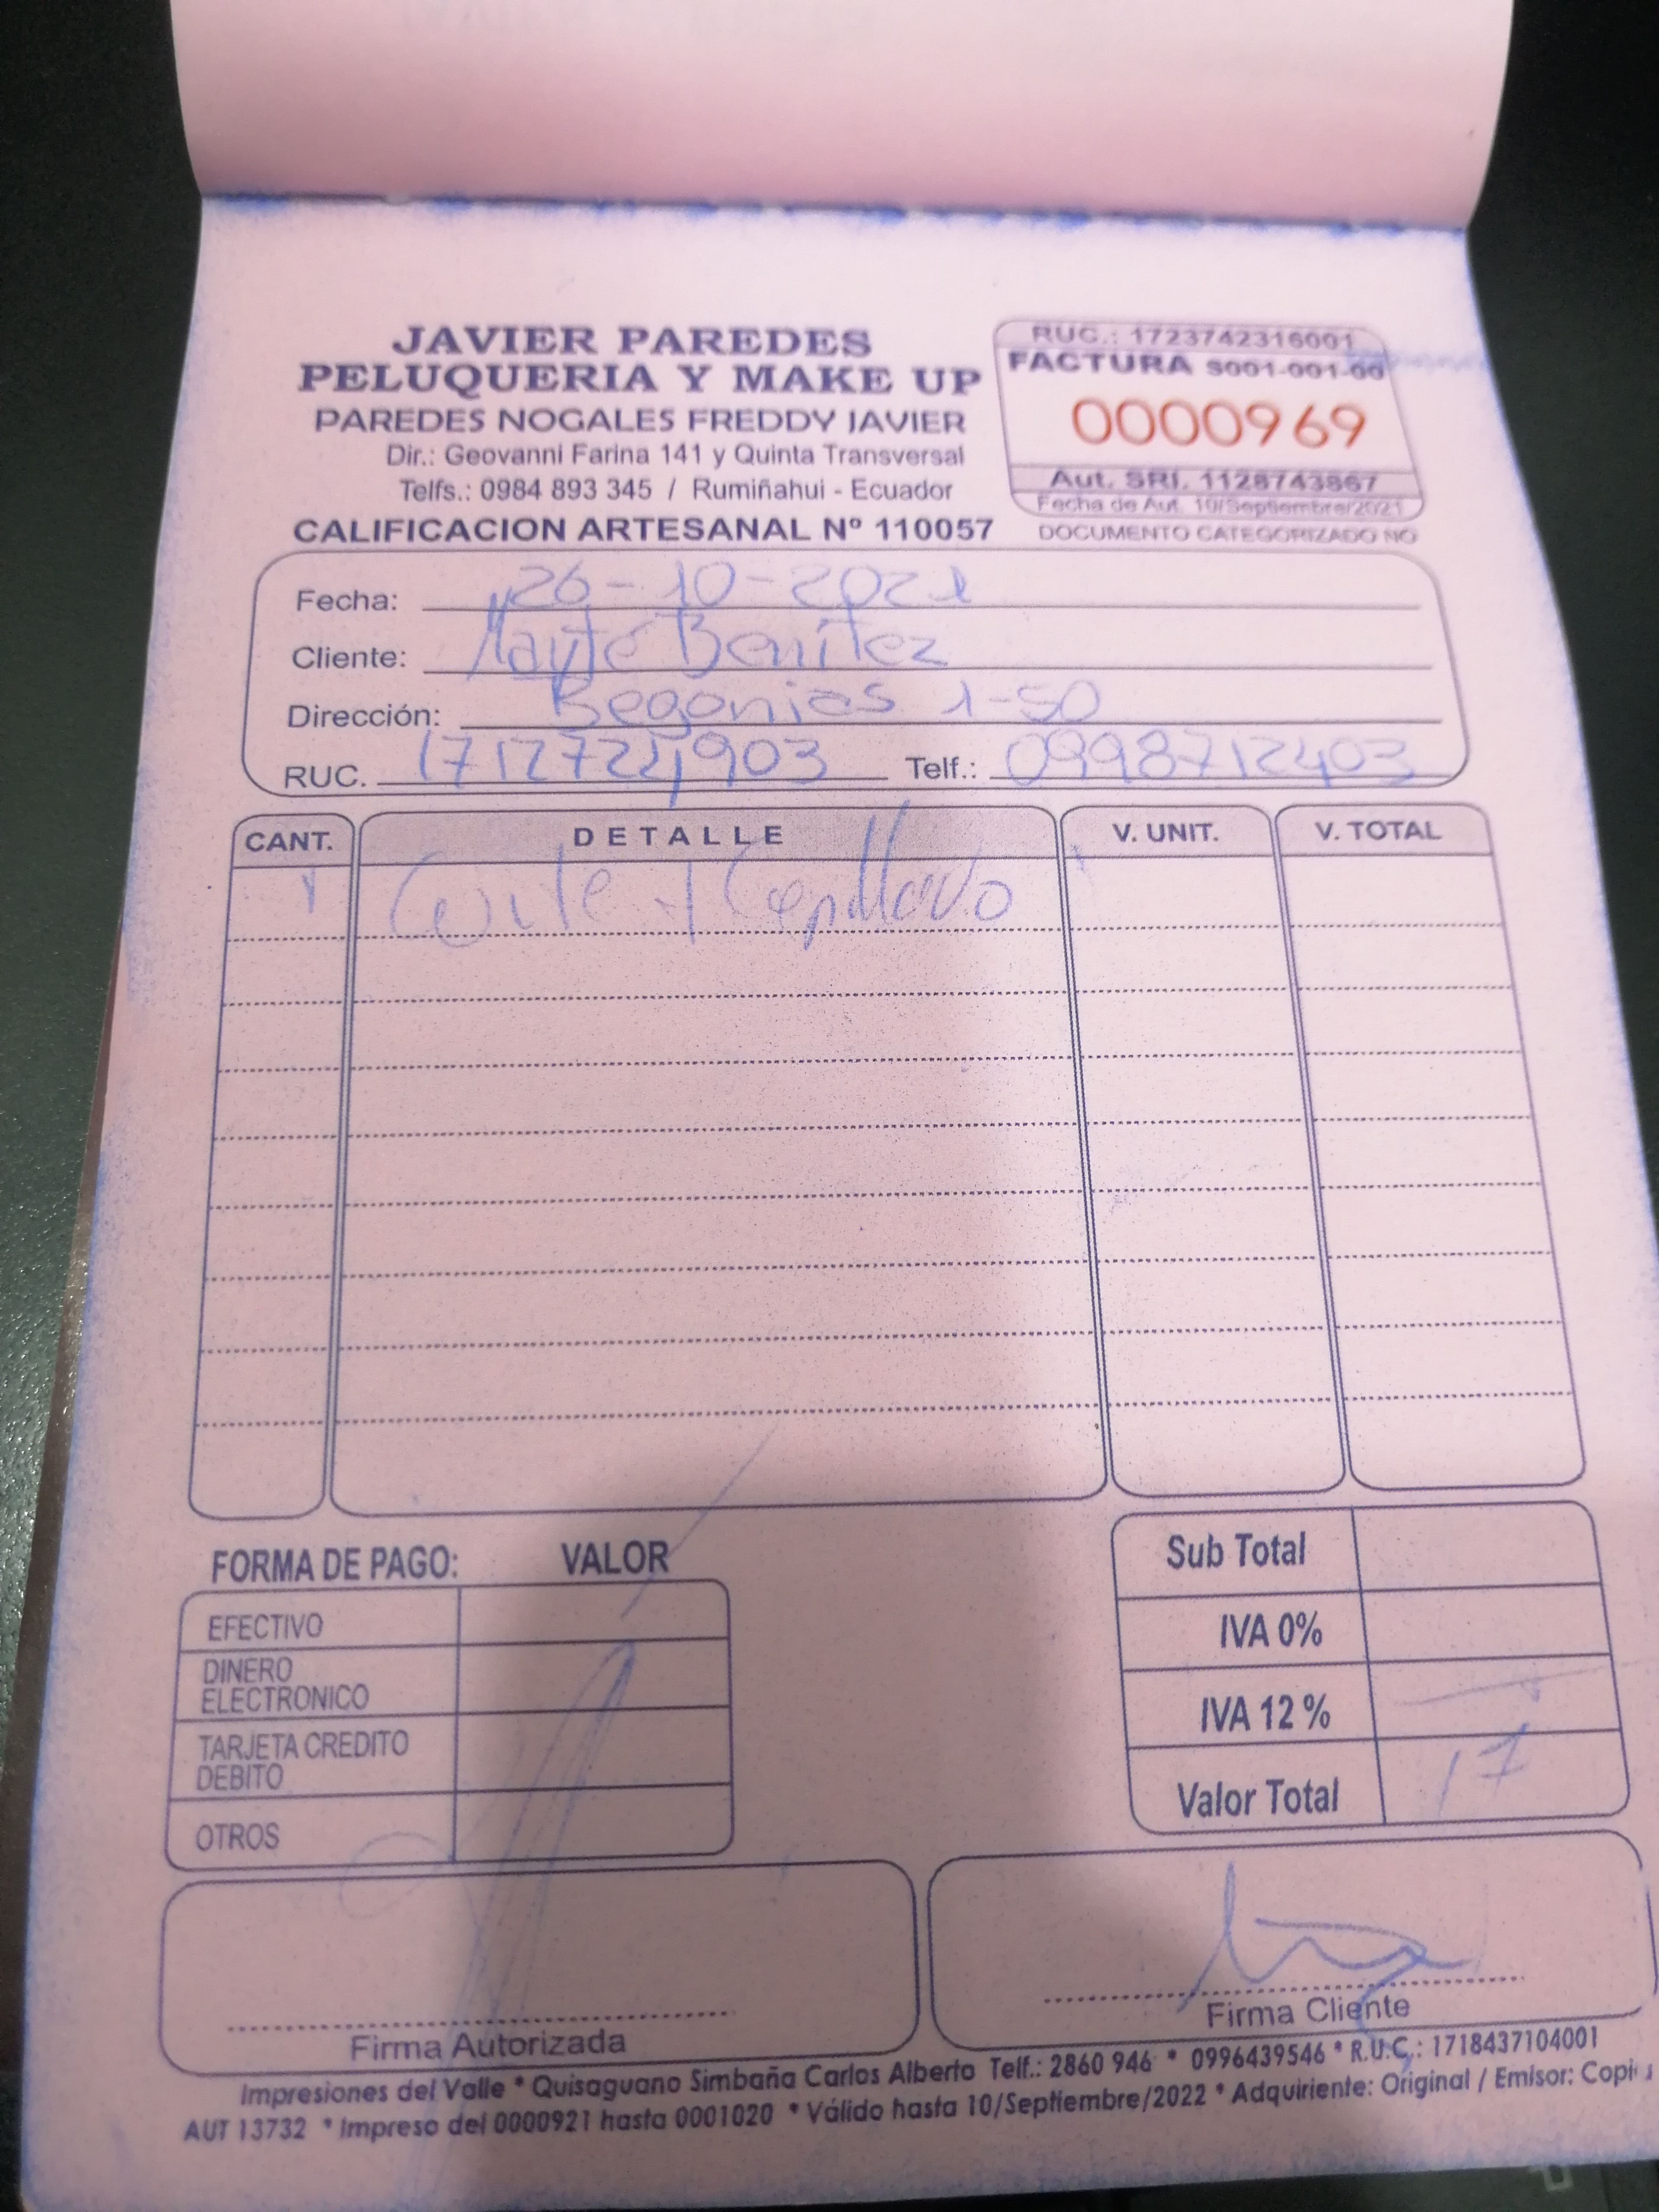 JAVIER PAREDES
PELUQUERIA Y MAKE UP
PAREDES NOGALES FREDDY JAVIER
Dir.: Geovanni Farina 141 y Quinta Transversal
Telfs.: 0984 893 345 / Rumiñahui - Ecuador
CALIFICACION ARTESANAL Nº 110057
RUC.: 1723742316001
FACTURA S001-001-00
0000969
Aut. SRI. 1128743867
Fecha de Aut. 10/Septiembre/2021
DOCUMENTO CATEGORIZADO NO
Fecha: 26-10-2021
Cliente: Mayté Benítez
Dirección: Begonias 1-50
RUC. 1712724903 Telf.: 0998712403
CANT. DETALLE V. UNIT. V. TOTAL
1 Corte + Cepillado
FORMA DE PAGO: VALOR
EFECTIVO
DINERO
ELECTRONICO
TARJETA CREDITO
DEBITO
OTROS
Sub Total
IVA 0%
IVA 12 %
Valor Total 17
Firma Autorizada
Firma Cliente
Impresiones del Valle * Quisaguano Simbaña Carlos Alberto Telf.: 2860 946 * 0996439546 * R.U.C.: 1718437104001
AUT 13732 * Impreso del 0000921 hasta 0001020 * Válido hasta 10/Septiembre/2022 * Adquiriente: Original / Emisor: Copia